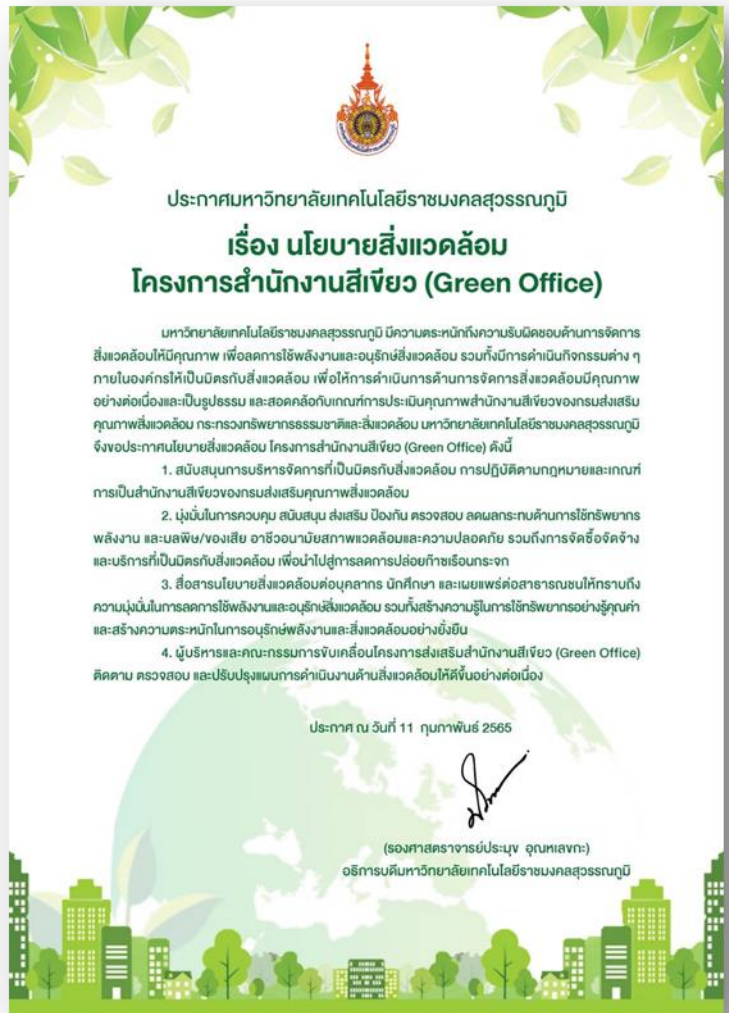 ประกาศมหาวิทยาลัยเทคโนโลยีราชมงคลสุวรรณภูมิ
เรื่อง นโยบายสิ่งแวดล้อม
โครงการสำนักงานสีเขียว (Green Office)
มหาวิทยาลัยเทคโนโลยีราชมงคลสุวรรณภูมิ มีความตระหนักถึงความรับผิดชอบด้านการจัดการ
สิ่งแวดล้อมให้มีคุณภาพ เพื่อลดการใช้พลังงานและอนุรักษ์สิ่งแวดล้อม รวมทั้งมีการดำเนินกิจกรรมต่าง ๆ
ภายในองค์กรให้เป็นมิตรกับสิ่งแวดล้อม เพื่อให้การดำเนินการด้านการจัดการสิ่งแวดล้อมมีคุณภาพ
อย่างต่อเนื่องและเป็นรูปธรรม และสอดคล้อกับเกณฑ์การประเมินคุณภาพสำนักงานสีเขียวของกรมส่งเสริม
คุณภาพสิ่งแวดล้อม กระทรวงทรัพยากรธรรมชาติและสิ่งแวดล้อม มหาวิทยาลัยเทคโนโลยีราชมงคลสุวรรณภูมิ
จึงขอประกาศนโยบายสิ่งแวดล้อม โครงการสำนักงานสีเขียว (Green Office) ดังนี้
1. สนับสนุนการบริหารจัดการที่เป็นมิตรกับสิ่งแวดล้อม การปฏิบัติตามกฎหมายและเกณฑ์
การเป็นสำนักงานสีเขียวของกรมส่งเสริมคุณภาพสิ่งแวดล้อม
2. มุ่งมั่นในการควบคุม สนับสนุน ส่งเสริม ป้องกัน ตรวจสอบ ลดผลกระทบด้านการใช้ทรัพยากร
พลังงาน และมลพิษ/ของเสีย อาชีวอนามัยสภาพแวดล้อมและความปลอดภัย รวมถึงการจัดซื้อจัดจ้าง
และบริการที่เป็นมิตรกับสิ่งแวดล้อม เพื่อนำไปสู่การลดการปล่อยก๊าซเรือนกระจก
3. สื่อสารนโยบายสิ่งแวดล้อมต่อบุคลากร นักศึกษา และเผยแพร่ต่อสาธารณชนให้ทราบถึง
ความมุ่งมั่นในการลดการใช้พลังงานและอนุรักษ์สิ่งแวดล้อม รวมทั้งสร้างความรู้ในการใช้ทรัพยากรอย่างรู้คุณค่า
และสร้างความตระหนักในการอนุรักษ์พลังงานและสิ่งแวดล้อมอย่างยั่งยืน
4. ผู้บริหารและคณะกรรมการขับเคลื่อนโครงการส่งเสริมสำนักงานสีเขียว (Green Office)
ติดตาม ตรวจสอบ และปรับปรุงแผนการดำเนินงานด้านสิ่งแวดล้อมให้ดีขึ้นอย่างต่อเนื่อง
ประกาศ ณ วันที่ 11 กุมภาพันธ์ 2565
(รองศาสตราจารย์ประมุข อุณหเลขกะ)
อธิการบดีมหาวิทยาลัยเทคโนโลยีราชมงคลสุวรรณภูมิ